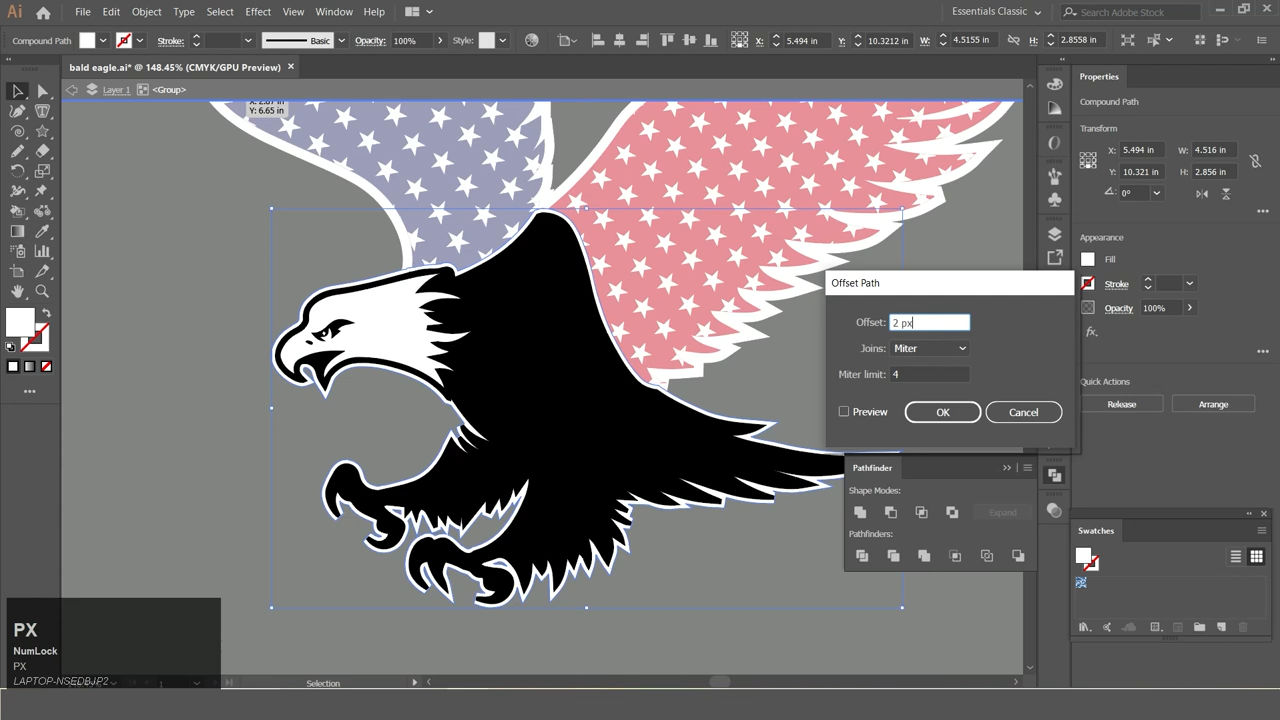 Ai File Edit Object Type Select Effect View Window Help Essentials Classic Search Adobe Stock
Compound Path Stroke: Basic Opacity: 100% Style: X: 5.494 in Y: 10.3212 in W: 4.5155 in H: 2.8558 in
bald eagle.ai* @ 148.45% (CMYK/GPU Preview)
Layer 1 <Group>
Y: 6.65 in
Properties
Compound Path
Transform
X: 5.494 in W: 4.516 in
Y: 10.321 in H: 2.856 in
0°
Appearance
Fill
Stroke
Opacity 100%
fx.
Quick Actions
Release Arrange
Offset Path
Offset: 2 px
Joins: Miter
Miter limit: 4
Preview OK Cancel
Pathfinder
Shape Modes:
Expand
Pathfinders:
Swatches
PX
NumLock
PX
LAPTOP-NSEDBJP2
1 Selection